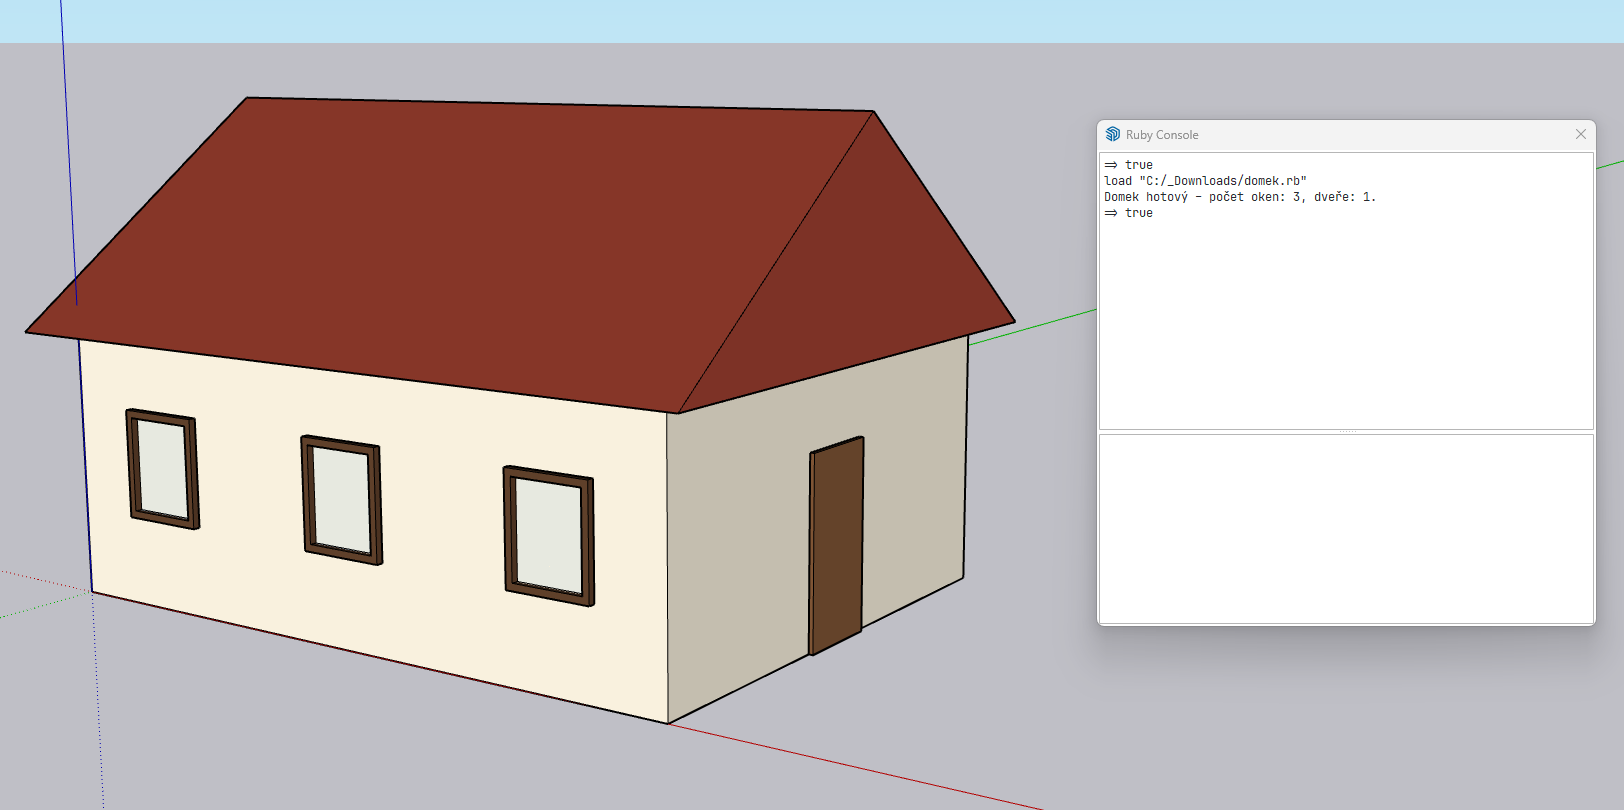 Ruby Console
=> true
load "C:/_Downloads/domek.rb"
Domek hotový – počet oken: 3, dveře: 1.
=> true